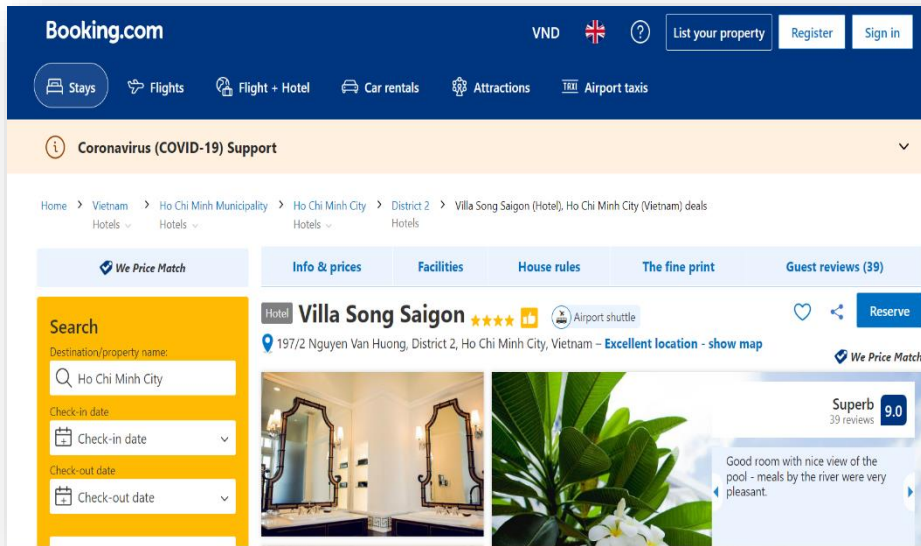 Booking.com
VND
List your property
Register
Sign in
Stays
Flights
Flight + Hotel
Car rentals
Attractions
TAXI Airport taxis
Coronavirus (COVID-19) Support
Home > Vietnam > Ho Chi Minh Municipality > Ho Chi Minh City > District 2 > Villa Song Saigon (Hotel), Ho Chi Minh City (Vietnam) deals
Hotels Hotels Hotels Hotels
We Price Match
Info & prices
Facilities
House rules
The fine print
Guest reviews (39)
Search
Destination/property name:
Ho Chi Minh City
Check-in date
Check-in date
Check-out date
Check-out date
Hotel Villa Song Saigon
Airport shuttle
Reserve
197/2 Nguyen Van Huong, District 2, Ho Chi Minh City, Vietnam – Excellent location - show map
We Price Match
Superb
39 reviews
9.0
Good room with nice view of the
pool - meals by the river were very
pleasant.